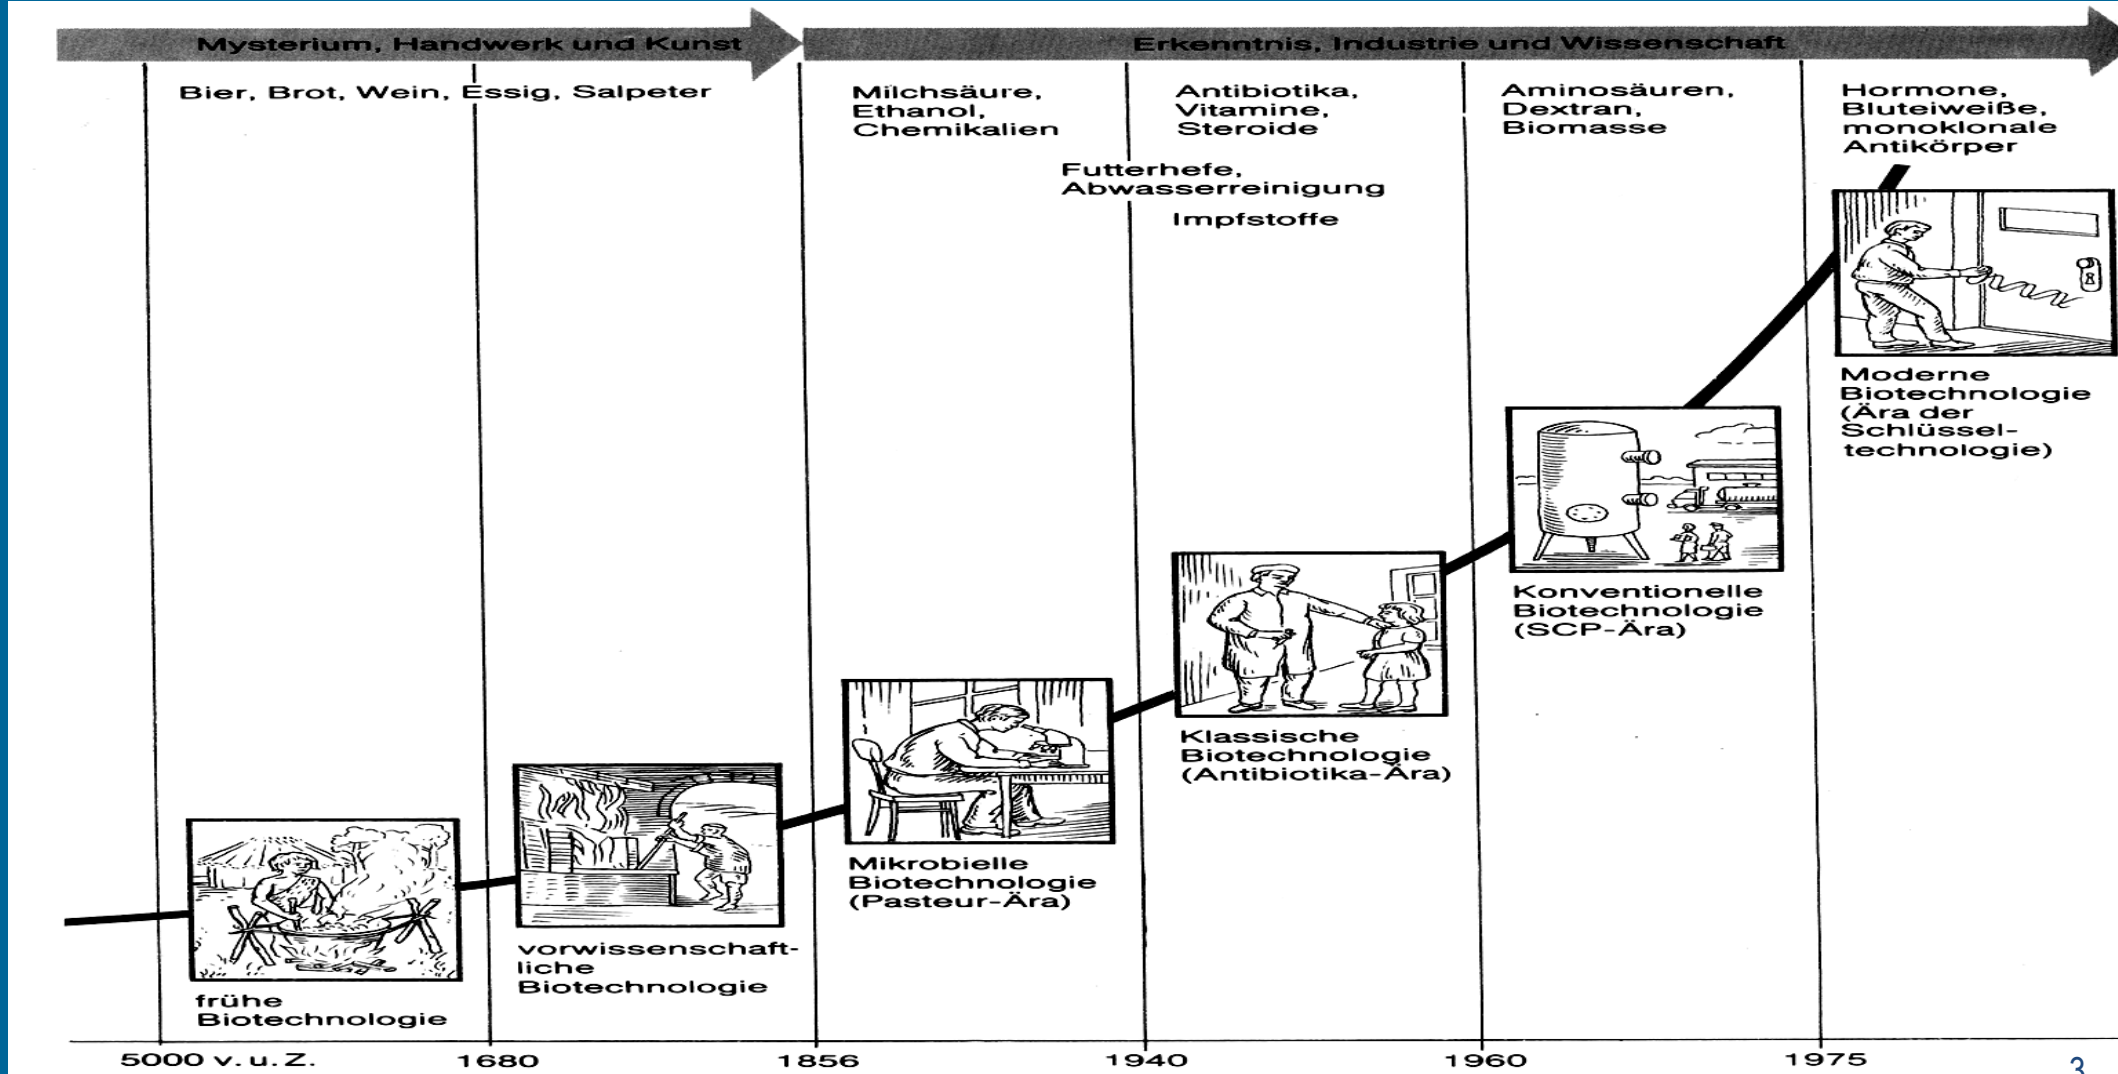 Mysterium, Handwerk und Kunst
Erkenntnis, Industrie und Wissenschaft
Bier, Brot, Wein, Essig, Salpeter
Milchsäure,
Ethanol,
Chemikalien
Antibiotika,
Vitamine,
Steroide
Futterhefe,
Abwasserreinigung
Impfstoffe
Aminosäuren,
Dextran,
Biomasse
Hormone,
Bluteiweiße,
monoklonale
Antikörper
Moderne
Biotechnologie
(Ära der
Schlüssel-
technologie)
Konventionelle
Biotechnologie
(SCP-Ära)
Klassische
Biotechnologie
(Antibiotika-Ära)
Mikrobielle
Biotechnologie
(Pasteur-Ära)
vorwissenschaft-
liche
Biotechnologie
frühe
Biotechnologie
5000 v. u. Z.
1680
1856
1940
1960
1975
3